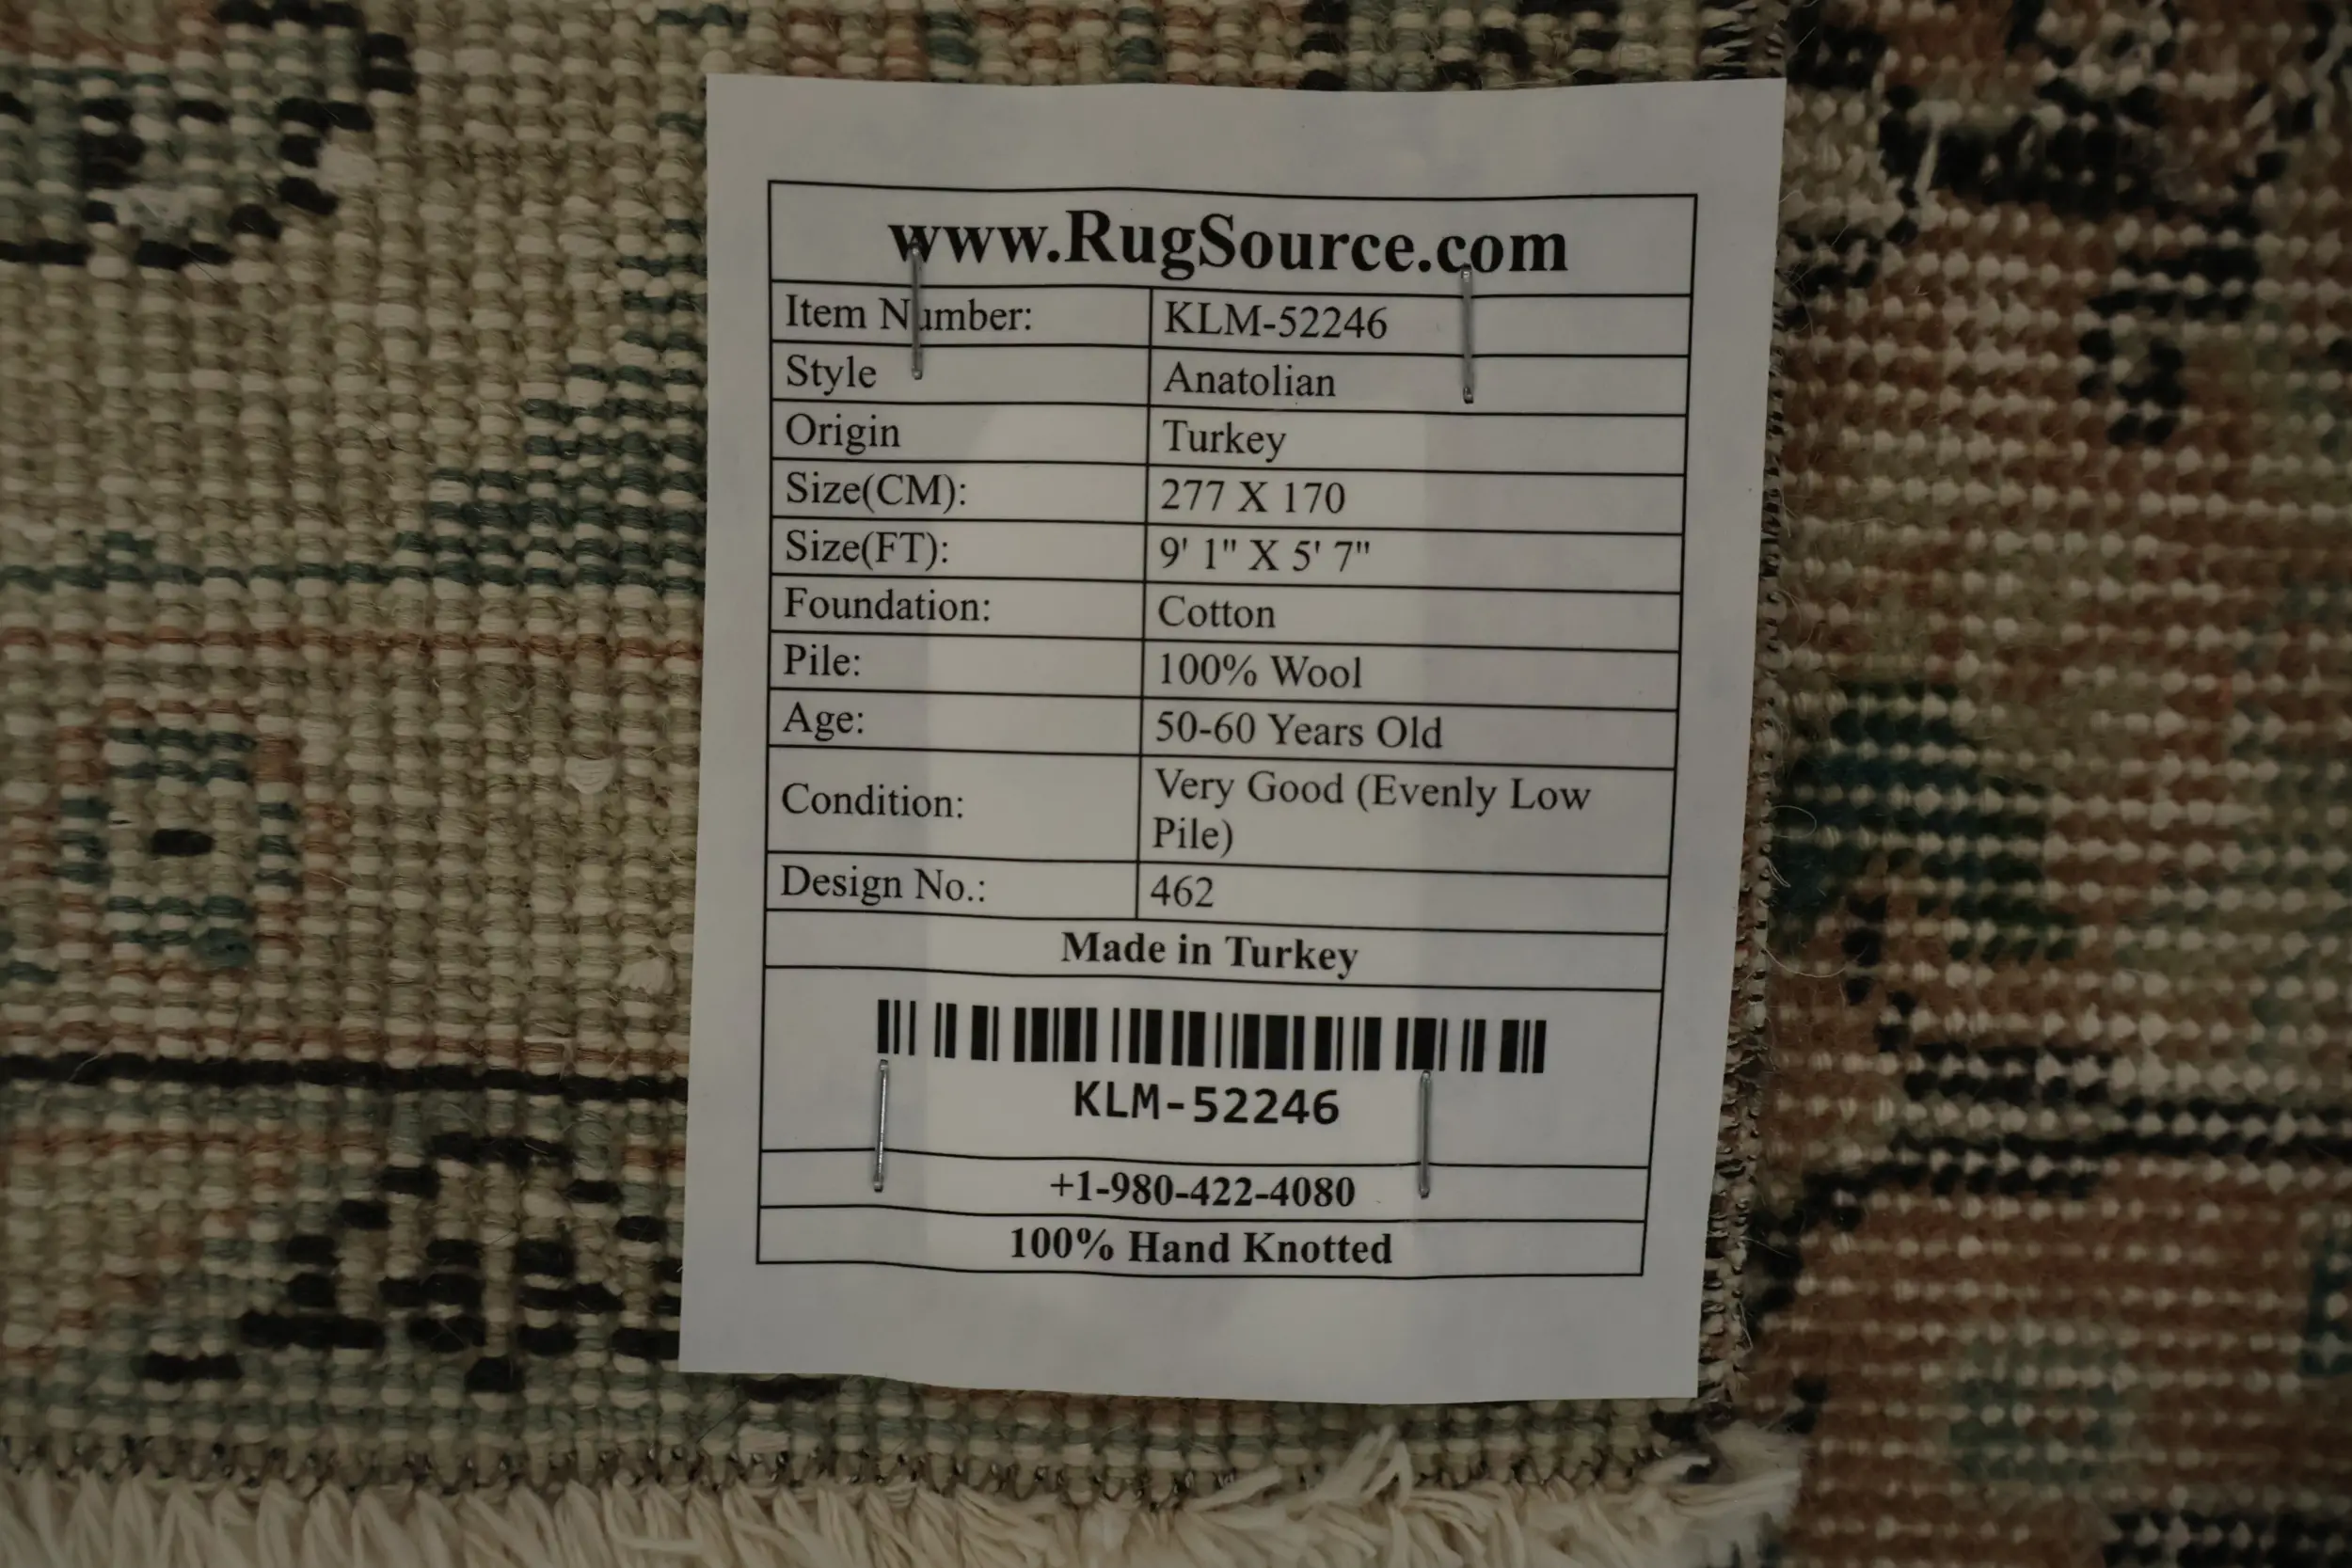 www.RugSource.com
Item Number: KLM-52246
Style Anatolian
Origin Turkey
Size(CM): 277 X 170
Size(FT): 9' 1" X 5' 7"
Foundation: Cotton
Pile: 100% Wool
Age: 50-60 Years Old
Condition: Very Good (Evenly Low
Pile)
Design No.: 462
Made in Turkey
KLM-52246
+1-980-422-4080
100% Hand Knotted